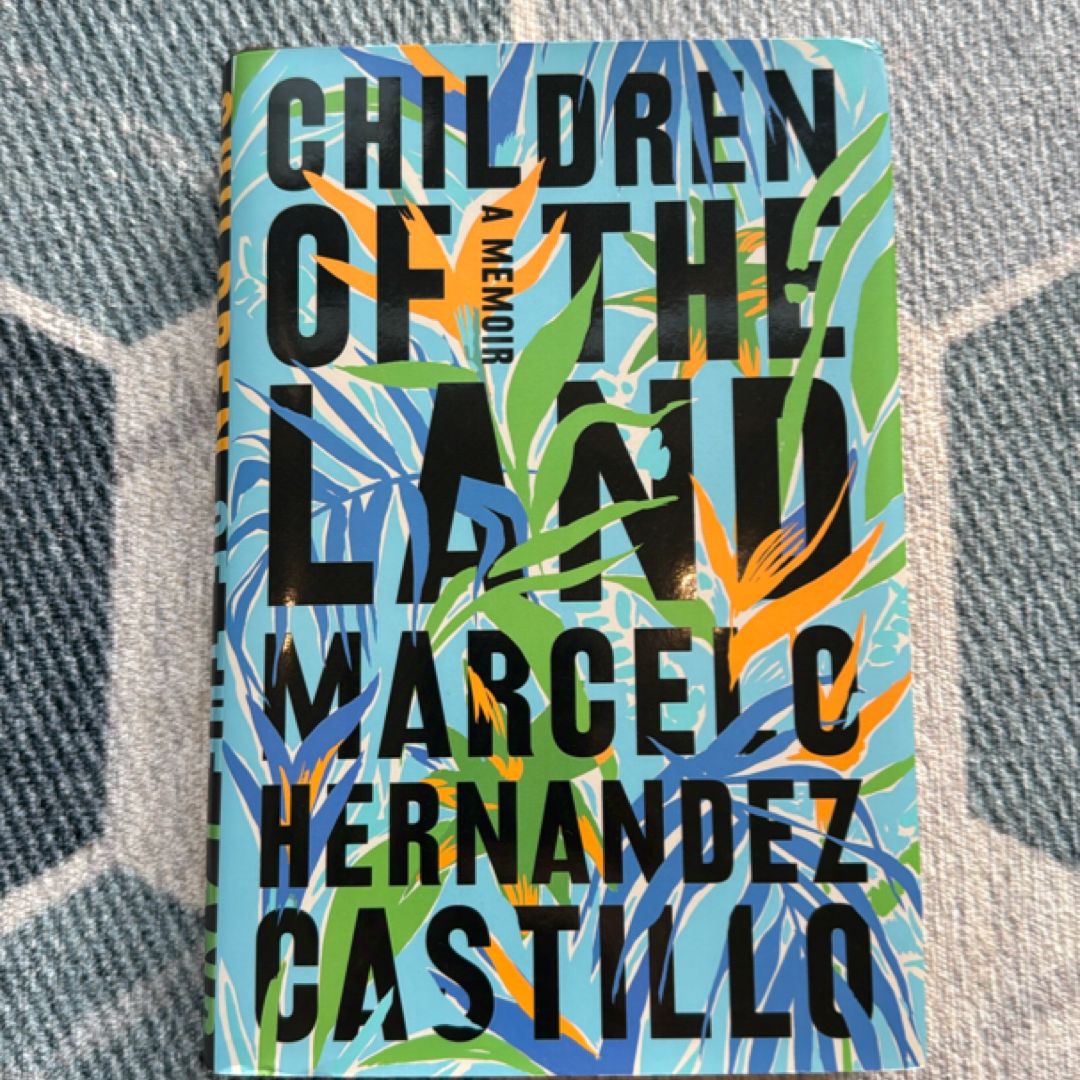 CHILDREN
OF THE
A MEMOIR
LAND
MARCELO
HERNANDEZ
CASTILLO